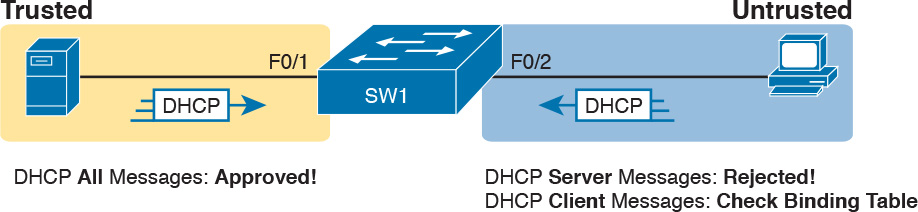 Trusted
Untrusted
F0/1
F0/2
SW1
DHCP
DHCP
DHCP All Messages: Approved!
DHCP Server Messages: Rejected!
DHCP Client Messages: Check Binding Table